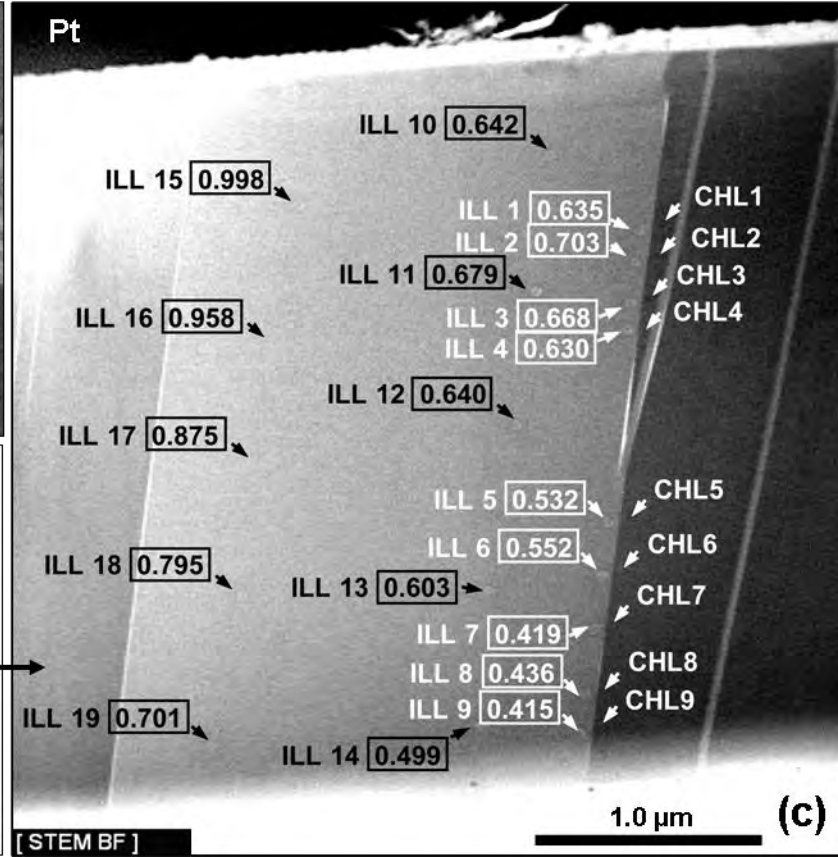 Pt
ILL 10 0.642
ILL 15 0.998
CHL1
ILL 1 0.635
CHL2
ILL 2 0.703
ILL 11 0.679
CHL3
CHL4
ILL 16 0.958
ILL 3 0.668
ILL 4 0.630
ILL 12 0.640
ILL 17 0.875
CHL5
ILL 5 0.532
CHL6
ILL 6 0.552
ILL 18 0.795
ILL 13 0.603
CHL7
ILL 7 0.419
CHL8
ILL 8 0.436
CHL9
ILL 9 0.415
ILL 19 0.701
ILL 14 0.499
1.0 µm
(c)
[ STEM BF ]